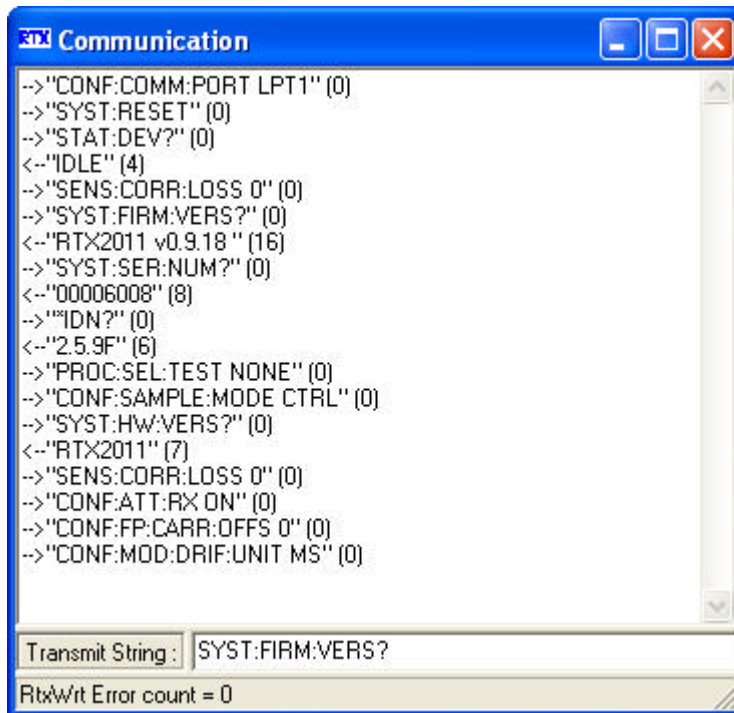 RTX Communication
-->"CONF:COMM:PORT LPT1" (0)
-->"SYST:RESET" (0)
-->"STAT:DEV?" (0)
<--"IDLE" (4)
-->"SENS:CORR:LOSS 0" (0)
-->"SYST:FIRM:VERS?" (0)
<--"RTX2011 v0.9.18 " (16)
-->"SYST:SER:NUM?" (0)
<--"00006008" (8)
-->"*IDN?" (0)
<--"2.5.9F" (6)
-->"PROC:SEL:TEST NONE" (0)
-->"CONF:SAMPLE:MODE CTRL" (0)
-->"SYST:HW:VERS?" (0)
<--"RTX2011" (7)
-->"SENS:CORR:LOSS 0" (0)
-->"CONF:ATT:RX ON" (0)
-->"CONF:FP:CARR:OFFS 0" (0)
-->"CONF:MOD:DRIF:UNIT MS" (0)
Transmit String : SYST:FIRM:VERS?
RtxWrt Error count = 0